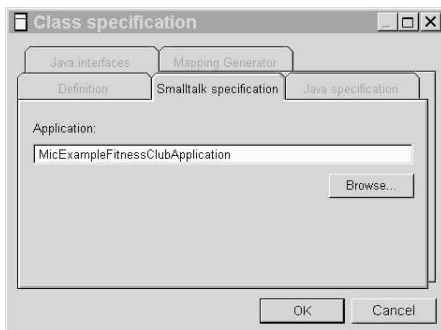 Class specification
Java interfaces Mapping Generator
Definition Smalltalk specification Java specification
Application:
MicExampleFitnessClubApplication
Browse...
OK Cancel